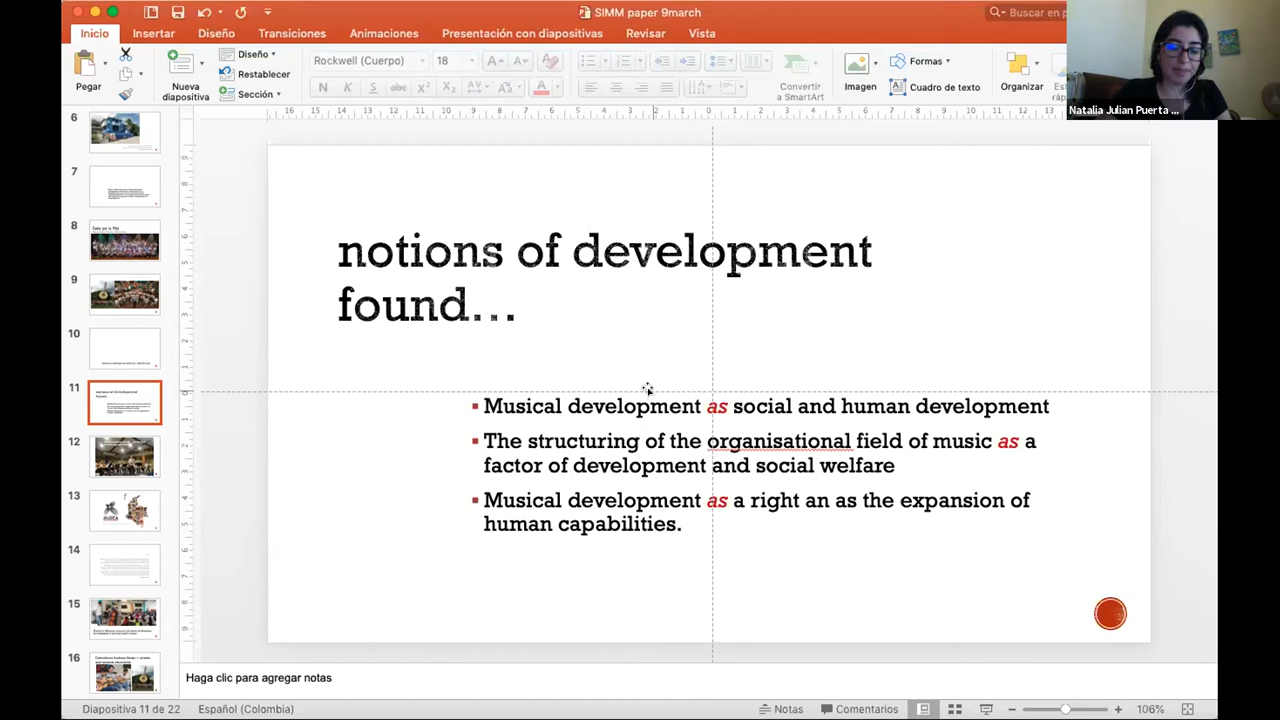 SIMM paper 9march
Buscar en p
Inicio Insertar Diseño Transiciones Animaciones Presentación con diapositivas Revisar Vista
Pegar
Nueva
diapositiva
Diseño
Restablecer
Sección
Rockwell (Cuerpo) 18
Convertir
a SmartArt
Imagen
Formas
Cuadro de texto
Organizar
Natalia Julian Puerta ...
notions of development
found...
Musical development as social and human development
The structuring of the organisational field of music as a
factor of development and social welfare
Musical development as a right an as the expansion of
human capabilities.
6
7
8
9
10
11
12
13
14
15
16
Haga clic para agregar notas
Diapositiva 11 de 22 Español (Colombia) Notas Comentarios 106%